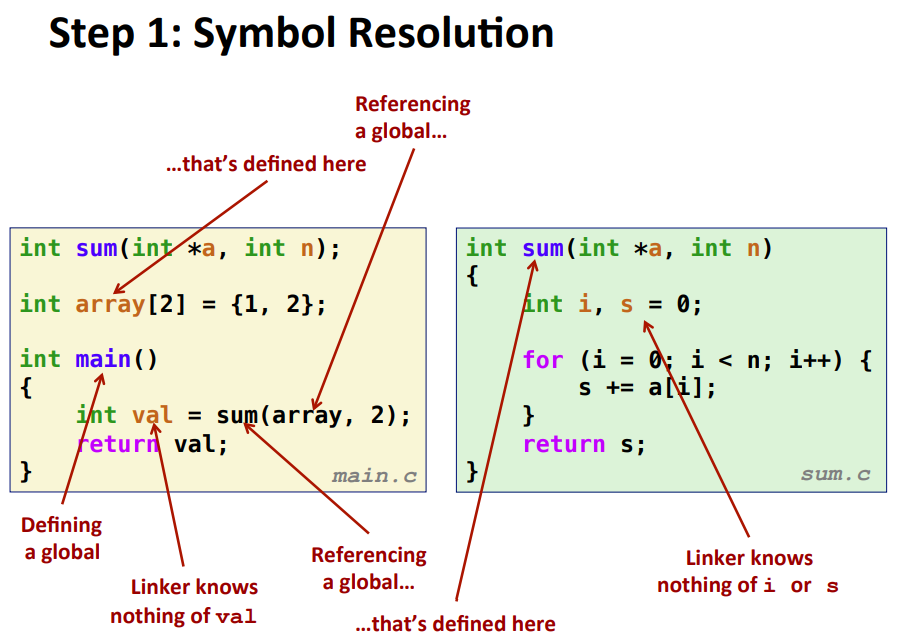 Step 1: Symbol Resolution
Referencing
a global…
…that's defined here
int sum(int *a, int n);
int array[2] = {1, 2};
int main()
{
    int val = sum(array, 2);
    return val;
}
main.c
int sum(int *a, int n)
{
    int i, s = 0;
    for (i = 0; i < n; i++) {
        s += a[i];
    }
    return s;
}
sum.c
Defining
a global
Linker knows
nothing of val
Referencing
a global…
…that's defined here
Linker knows
nothing of i or s